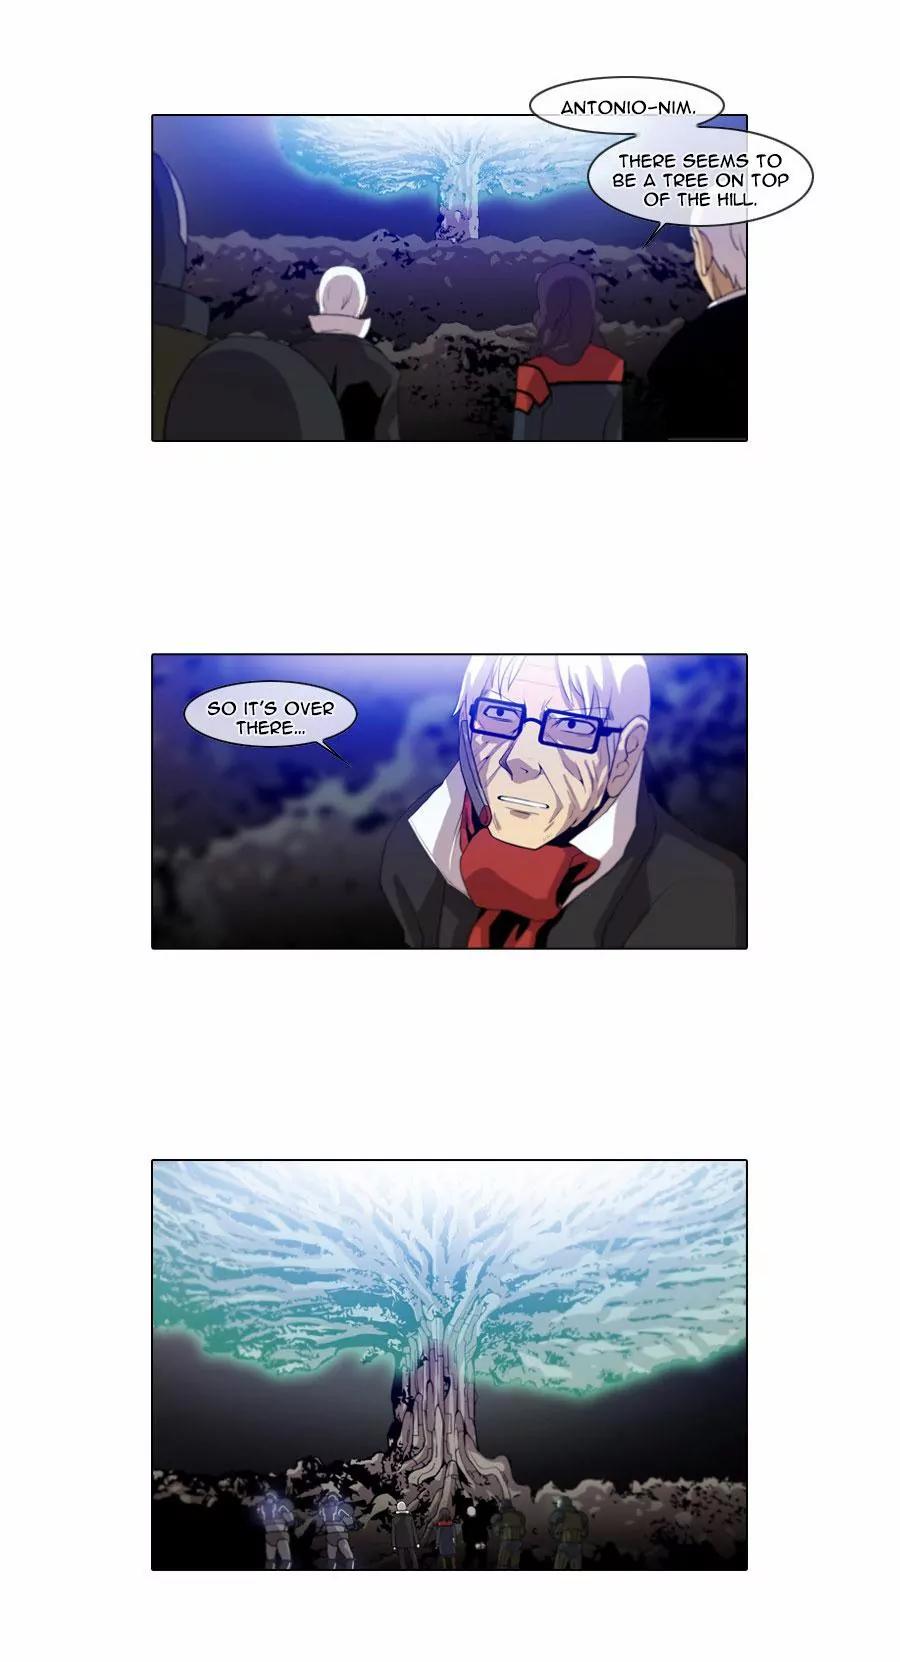 ANTONIO-NIM.
THERE SEEMS TO
BE A TREE ON TOP
OF THE HILL.
SO IT'S OVER
THERE...